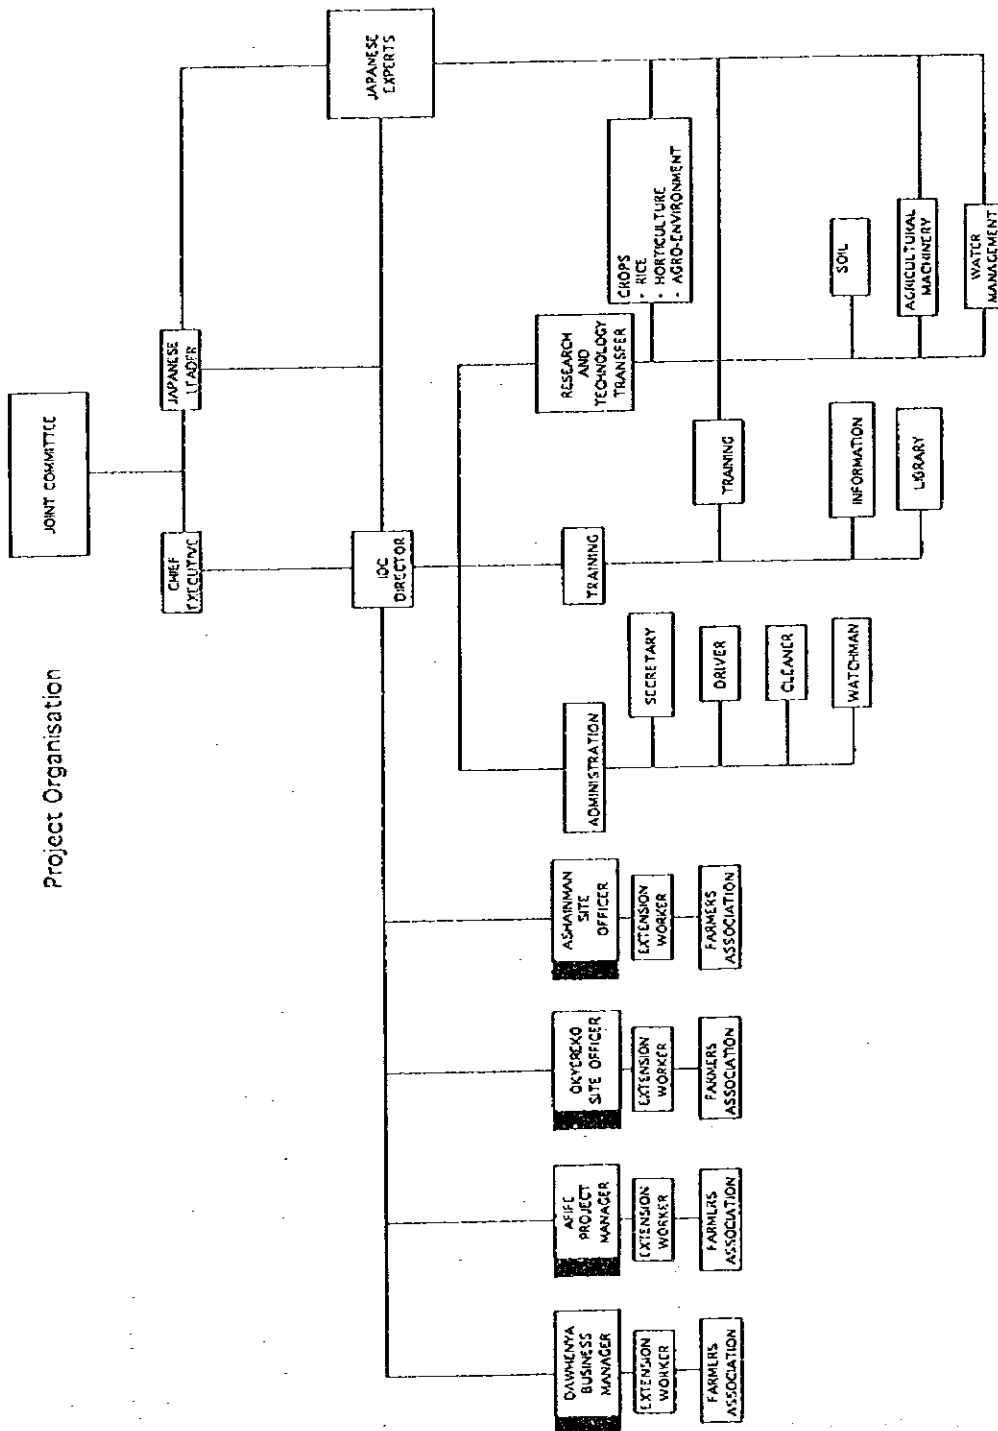 Project Organisation
JOINT COMMITTEE
CHIEF
EXECUTIVE
JAPANESE
LEADER
IDC
DIRECTOR
JAPANESE
EXPERTS
DAWHENYA
BUSINESS
MANAGER
AFIFE
PROJECT
MANAGER
OKYEREKO
SITE OFFICER
ASHAINMAN
SITE
OFFICER
ADMINISTRATION
TRAINING
RESEARCH
AND
TECHNOLOGY
TRANSFER
CROPS
• RICE
• HORTICULTURE
• AGRO-ENVIRONMENT
EXTENSION
WORKER
EXTENSION
WORKER
EXTENSION
WORKER
EXTENSION
WORKER
SECRETARY
FARMERS
ASSOCIATION
FARMERS
ASSOCIATION
FARMERS
ASSOCIATION
FARMERS
ASSOCIATION
DRIVER
TRAINING
CLEANER
WATCHMAN
INFORMATION
SOIL
LIBRARY
AGRICULTURAL
MACHINERY
WATER
MANAGEMENT